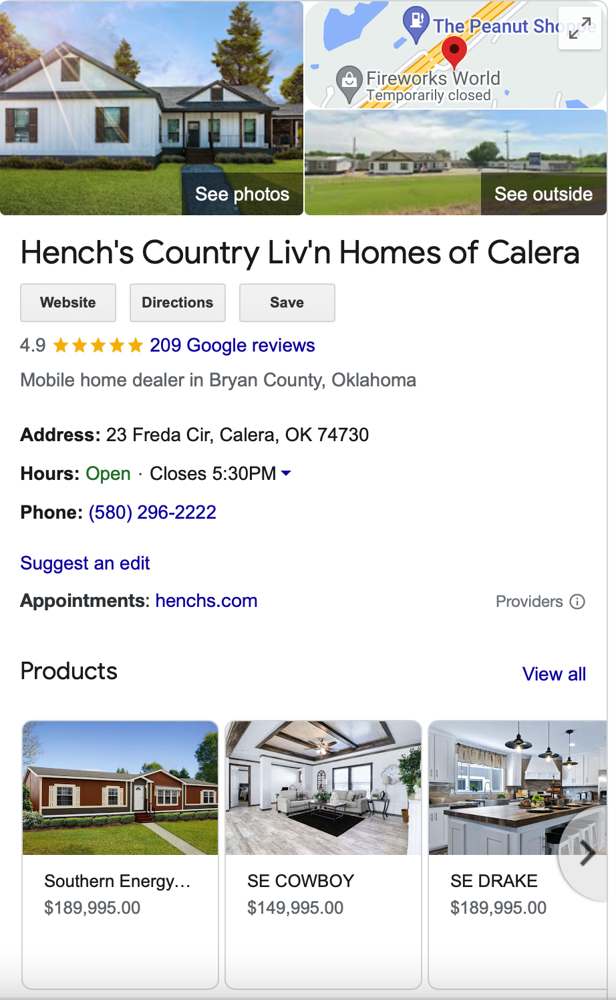 The Peanut Shoppe
Fireworks World
Temporarily closed
See photos
See outside
Hench's Country Liv'n Homes of Calera
Website Directions Save
4.9 209 Google reviews
Mobile home dealer in Bryan County, Oklahoma
Address: 23 Freda Cir, Calera, OK 74730
Hours: Open · Closes 5:30PM
Phone: (580) 296-2222
Suggest an edit
Appointments: henchs.com Providers
Products View all
Southern Energy… SE COWBOY SE DRAKE
$189,995.00 $149,995.00 $189,995.00